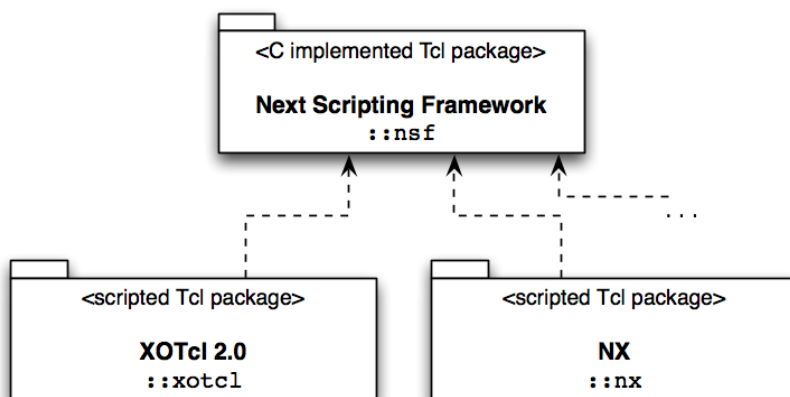 <C implemented Tcl package>
Next Scripting Framework
::nsf
...
<scripted Tcl package>
XOTcl 2.0
::xotcl
<scripted Tcl package>
NX
::nx